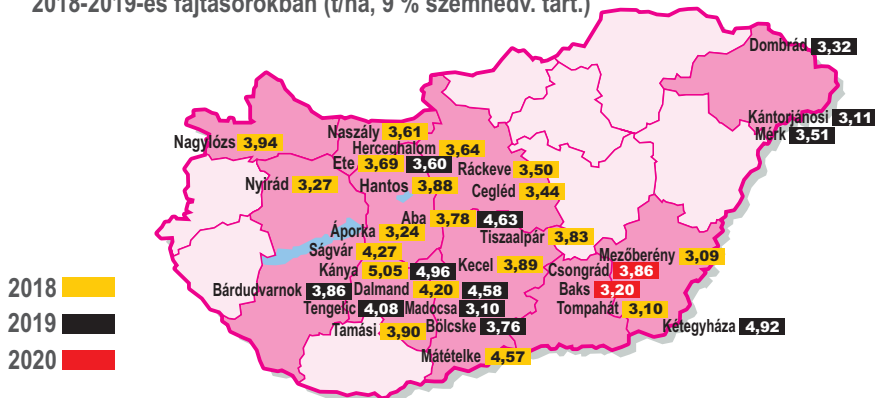 2018-2019-es fajtasorokban (t/ha, 9 % szemnedv. tart.)
Dombrád 3,32
Kántorjánosi 3,11
Mérk 3,51
Nagylózs 3,94
Naszály 3,61
Herceghalom 3,64
Ete 3,69 3,60
Ráckeve 3,50
Nyirád 3,27
Hantos 3,88
Cegléd 3,44
Aba 3,78 4,63
Áporka 3,24
Tiszaalpár 3,83
Ságvár 4,27
Mezőberény 3,09
Kánya 5,05 4,96
Kecel 3,89
Csongrád 3,86
Bárdudvarnok 3,86
Dalmand 4,20 4,58
Baks 3,20
Tengelic 4,08
Madocsa 3,10
Tompahát 3,10
Tamási 3,90
Bölcske 3,76
Kétegyháza 4,92
Mátételke 4,57
2018
2019
2020